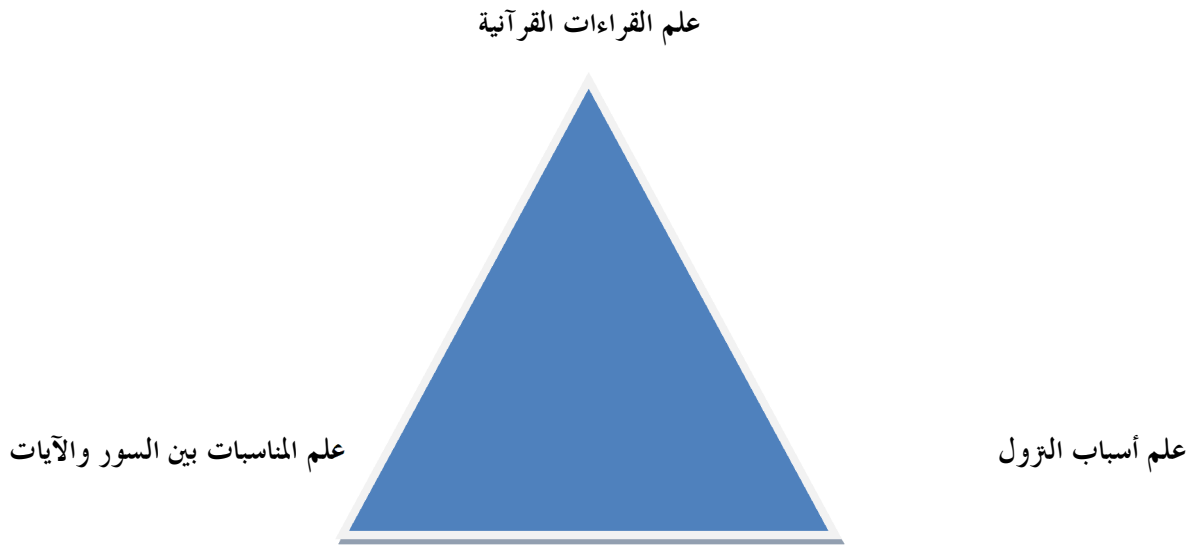 علم القراءات القرآنية
علم أسباب النزول
علم المناسبات بين السور والآيات